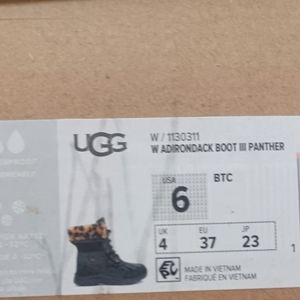 UGG
W / 1130311
W ADIRONDACK BOOT III PANTHER
USA
6
BTC
UK
4
EU
37
JP
23
MADE IN VIETNAM
FABRIQUÉ EN VIETNAM
1